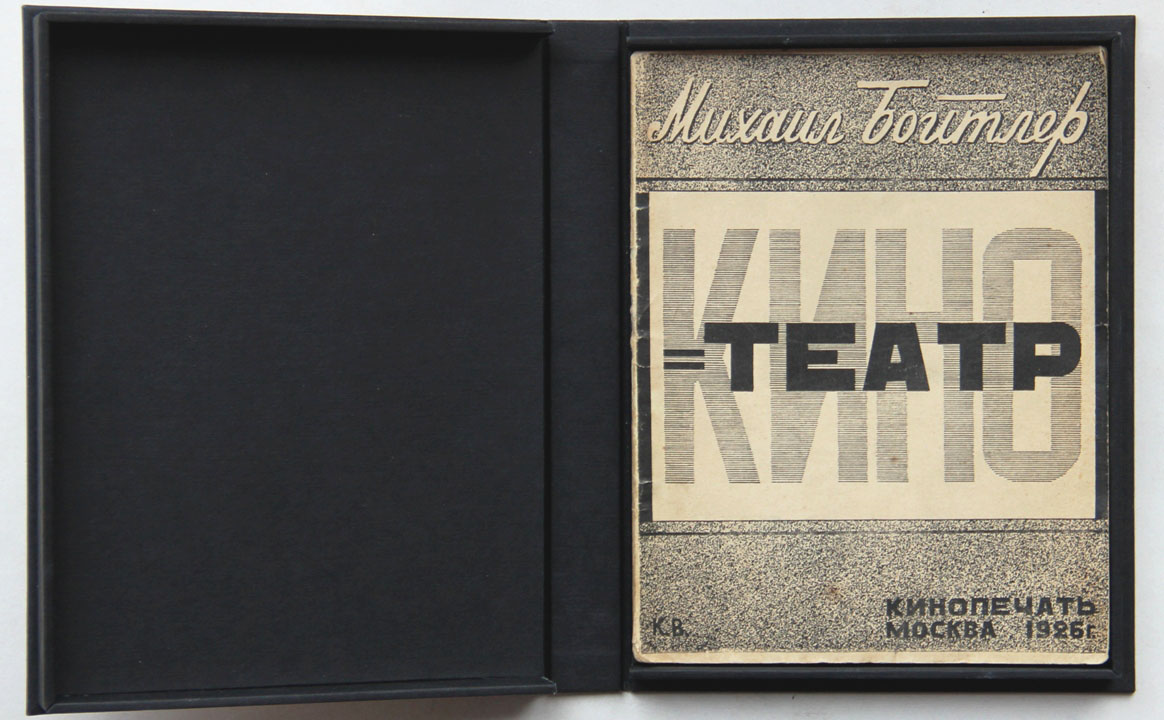 Михаил Бойтлер
КИНО
=ТЕАТР
К.В.
КИНОПЕЧАТЬ
МОСКВА 1926г.